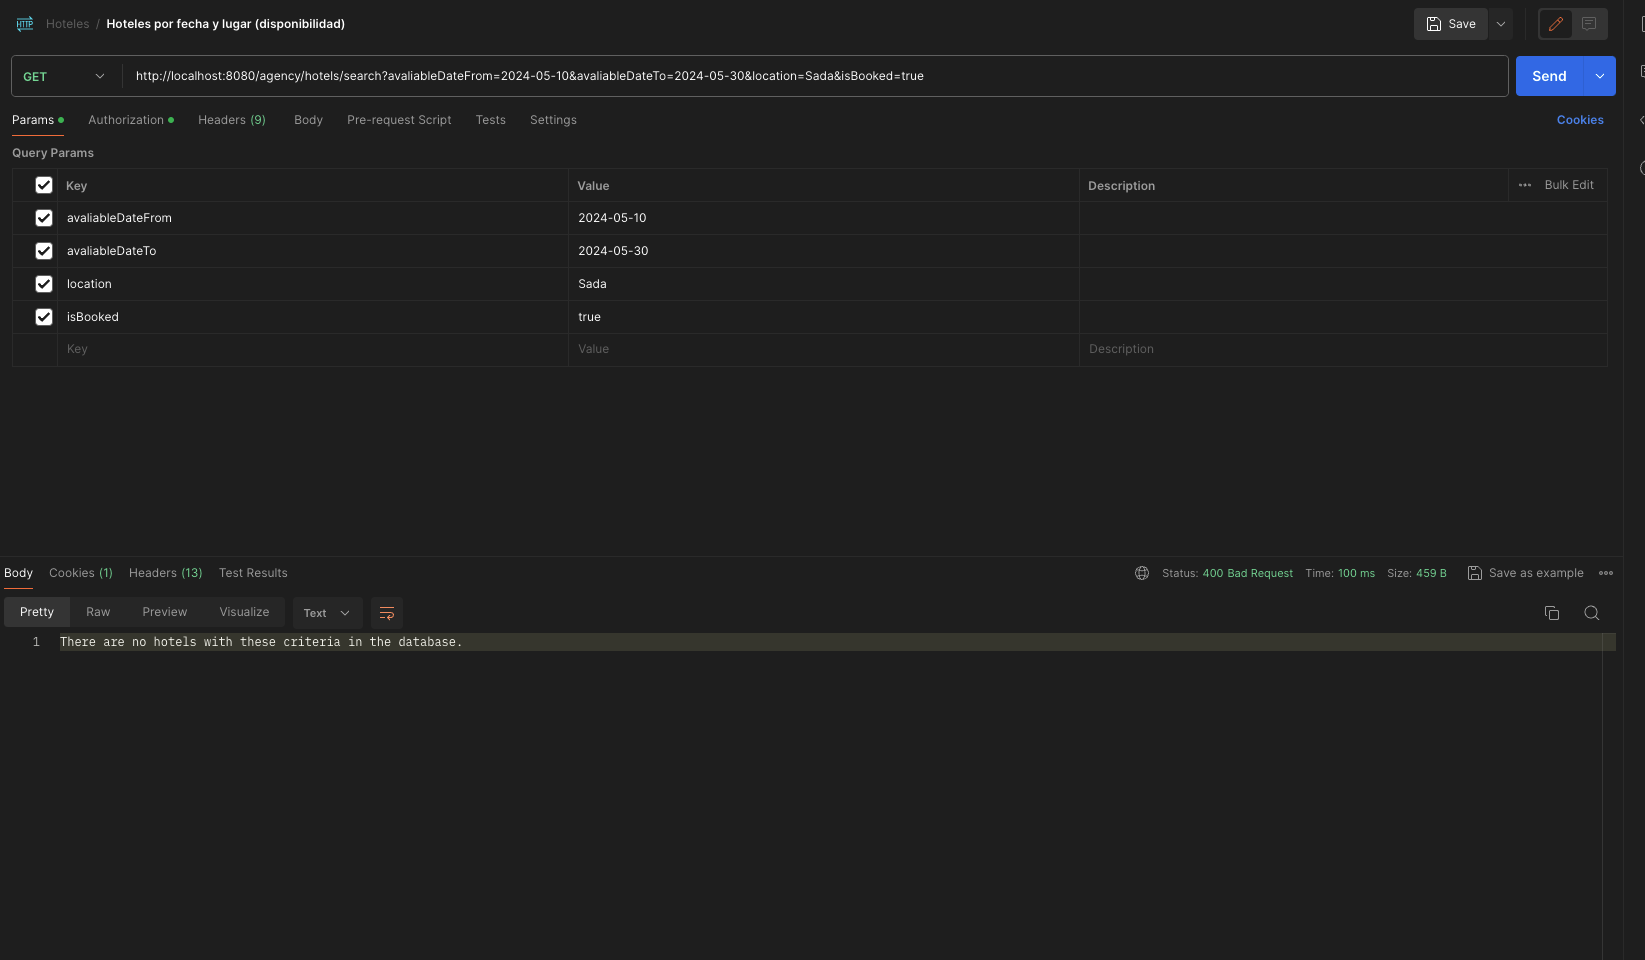 HTTP Hoteles / Hoteles por fecha y lugar (disponibilidad) Save
GET http://localhost:8080/agency/hotels/search?avaliableDateFrom=2024-05-10&avaliableDateTo=2024-05-30&location=Sada&isBooked=true Send
Params Authorization Headers (9) Body Pre-request Script Tests Settings Cookies
Query Params
Key Value Description ••• Bulk Edit
avaliableDateFrom 2024-05-10
avaliableDateTo 2024-05-30
location Sada
isBooked true
Key Value Description
Body Cookies (1) Headers (13) Test Results Status: 400 Bad Request Time: 100 ms Size: 459 B Save as example
Pretty Raw Preview Visualize Text
1 There are no hotels with these criteria in the database.